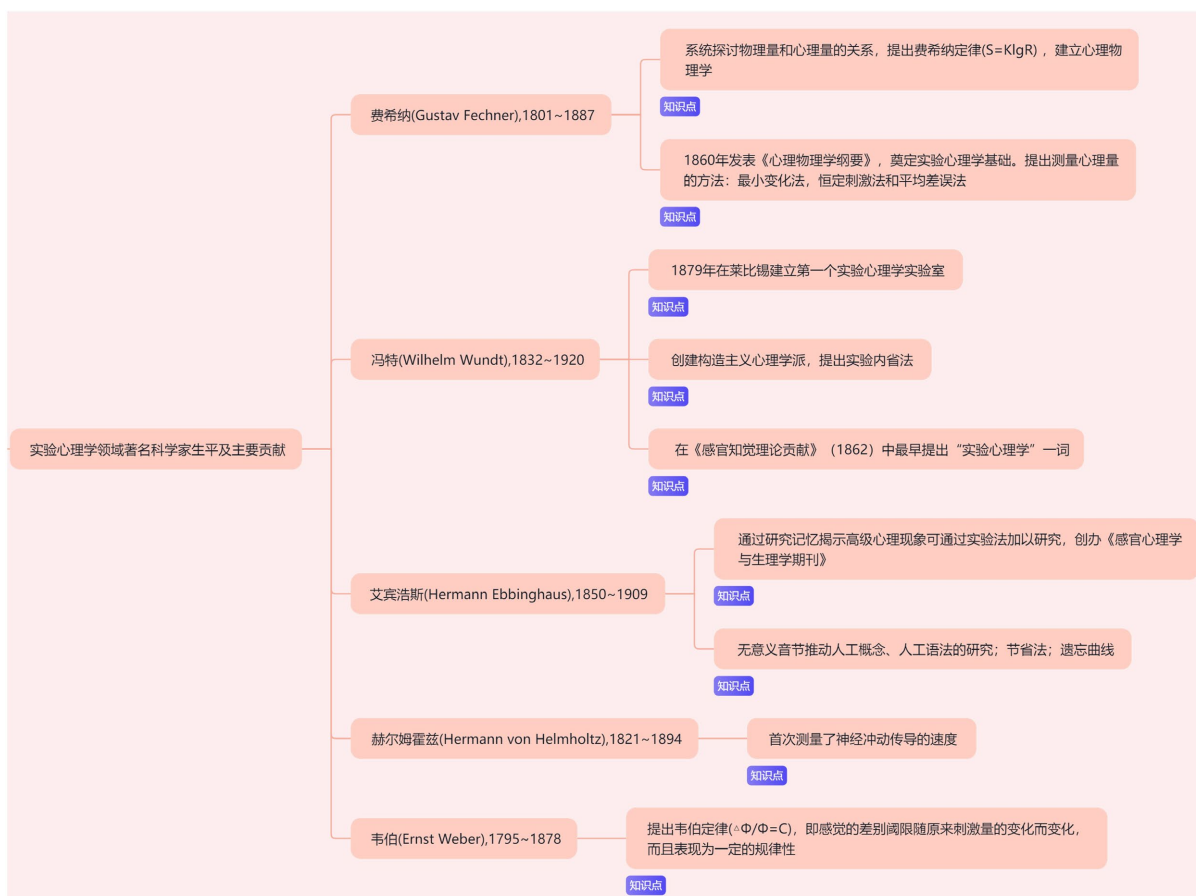 系统探讨物理量和心理量的关系，提出费希纳定律(S=KlgR) ，建立心理物
理学
知识点
费希纳(Gustav Fechner),1801~1887
1860年发表《心理物理学纲要》，奠定实验心理学基础。提出测量心理量
的方法：最小变化法，恒定刺激法和平均差误法
知识点
1879年在莱比锡建立第一个实验心理学实验室
知识点
冯特(Wilhelm Wundt),1832~1920
创建构造主义心理学派，提出实验内省法
知识点
实验心理学领域著名科学家生平及主要贡献
在《感官知觉理论贡献》（1862）中最早提出“实验心理学”一词
知识点
通过研究记忆揭示高级心理现象可通过实验法加以研究，创办《感官心理学
与生理学期刊》
知识点
艾宾浩斯(Hermann Ebbinghaus),1850~1909
无意义音节推动人工概念、人工语法的研究；节省法；遗忘曲线
知识点
赫尔姆霍兹(Hermann von Helmholtz),1821~1894
首次测量了神经冲动传导的速度
知识点
韦伯(Ernst Weber),1795~1878
提出韦伯定律(△Φ/Φ=C)，即感觉的差别阈限随原来刺激量的变化而变化，
而且表现为一定的规律性
知识点